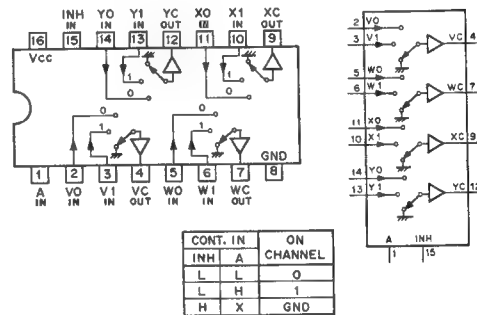 INH Y0 Y1 YC X0 X1 XC
IN IN IN OUT IN IN OUT
16 15 14 13 12 11 10 9
Vcc
1 1
0 0
0 0
1 1
GND
1 2 3 4 5 6 7 8
A V0 V1 VC W0 W1 WC
IN IN IN OUT IN IN OUT
2 V0
3 V1 VC 4
5 W0
6 W1 WC 7
11 X0
10 X1 XC 9
14 Y0
13 Y1 YC 12
A INH
1 15
CONT. IN ON
INH A CHANNEL
L L 0
L H 1
H X GND